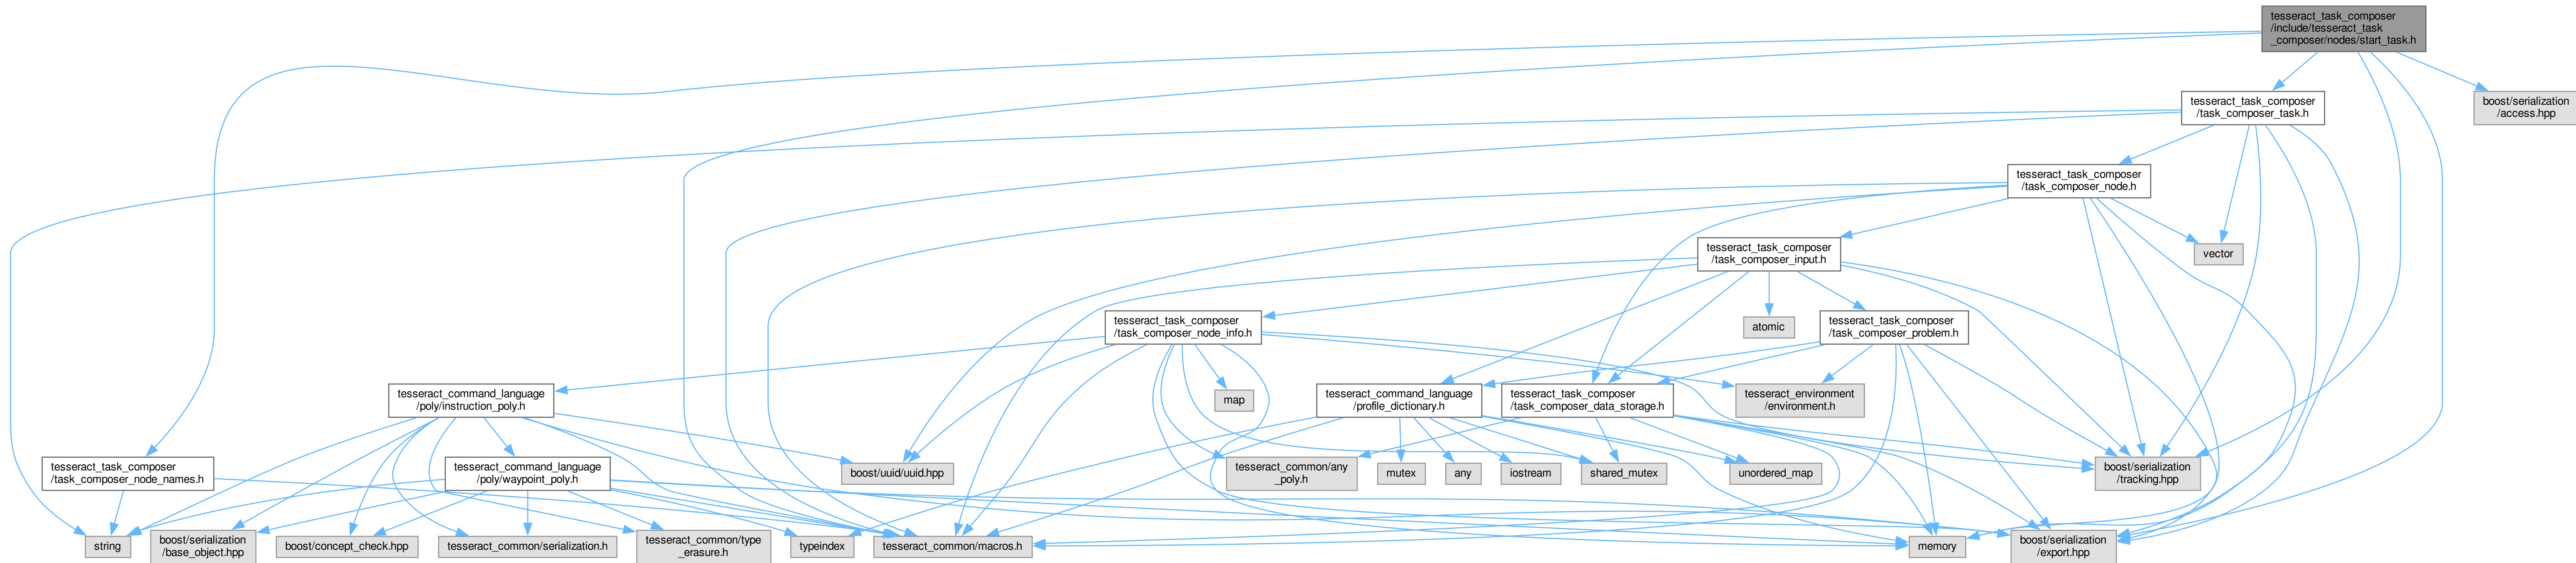 tesseract_task_composer
/include/tesseract_task
_composer/nodes/start_task.h
tesseract_task_composer
/task_composer_task.h
boost/serialization
/access.hpp
tesseract_task_composer
/task_composer_node.h
tesseract_task_composer
/task_composer_input.h
vector
tesseract_task_composer
/task_composer_node_info.h
atomic
tesseract_task_composer
/task_composer_problem.h
tesseract_command_language
/poly/instruction_poly.h
map
tesseract_command_language
/profile_dictionary.h
tesseract_task_composer
/task_composer_data_storage.h
tesseract_environment
/environment.h
tesseract_task_composer
/task_composer_node_names.h
tesseract_command_language
/poly/waypoint_poly.h
boost/uuid/uuid.hpp
tesseract_common/any
_poly.h
mutex
any
iostream
shared_mutex
unordered_map
boost/serialization
/tracking.hpp
string
boost/serialization
/base_object.hpp
boost/concept_check.hpp
tesseract_common/serialization.h
tesseract_common/type
_erasure.h
typeindex
tesseract_common/macros.h
memory
boost/serialization
/export.hpp